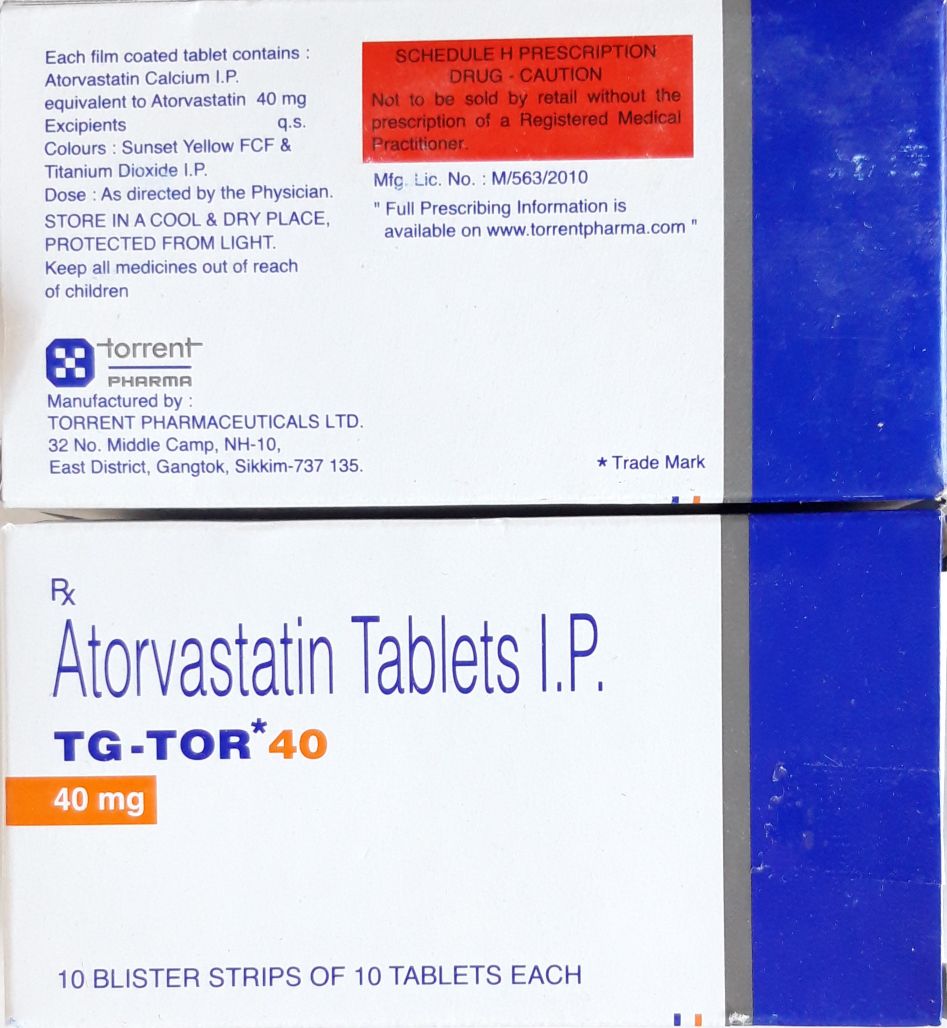 Each film coated tablet contains :
Atorvastatin Calcium I.P.
equivalent to Atorvastatin 40 mg
Excipients q.s.
Colours : Sunset Yellow FCF &
Titanium Dioxide I.P.
Dose : As directed by the Physician.
STORE IN A COOL & DRY PLACE,
PROTECTED FROM LIGHT.
Keep all medicines out of reach
of children
SCHEDULE H PRESCRIPTION
DRUG - CAUTION
Not to be sold by retail without the
prescription of a Registered Medical
Practitioner.
Mfg. Lic. No. : M/563/2010
" Full Prescribing Information is
available on www.torrentpharma.com "
torrent
PHARMA
Manufactured by :
TORRENT PHARMACEUTICALS LTD.
32 No. Middle Camp, NH-10,
East District, Gangtok, Sikkim-737 135.
* Trade Mark
Rx
Atorvastatin Tablets I.P.
TG-TOR*40
40 mg
10 BLISTER STRIPS OF 10 TABLETS EACH